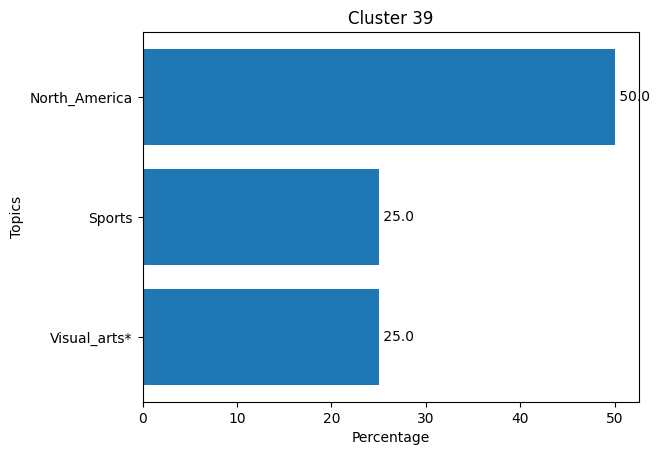 Cluster 39
Topics
North_America
50.0
Sports
25.0
Visual_arts*
25.0
0 10 20 30 40 50
Percentage